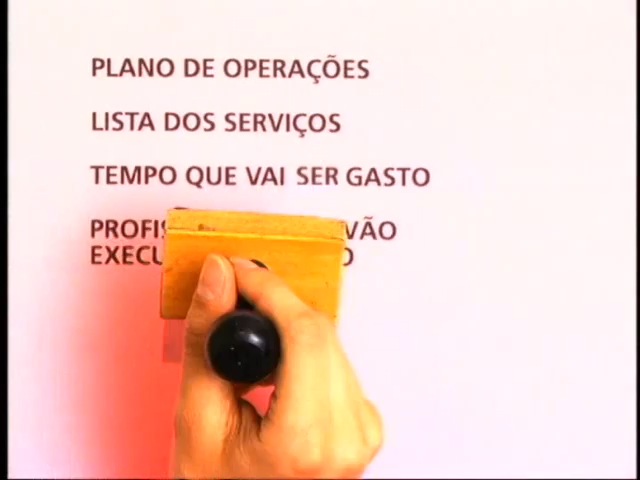 PLANO DE OPERAÇÕES
LISTA DOS SERVIÇOS
TEMPO QUE VAI SER GASTO
VÃO